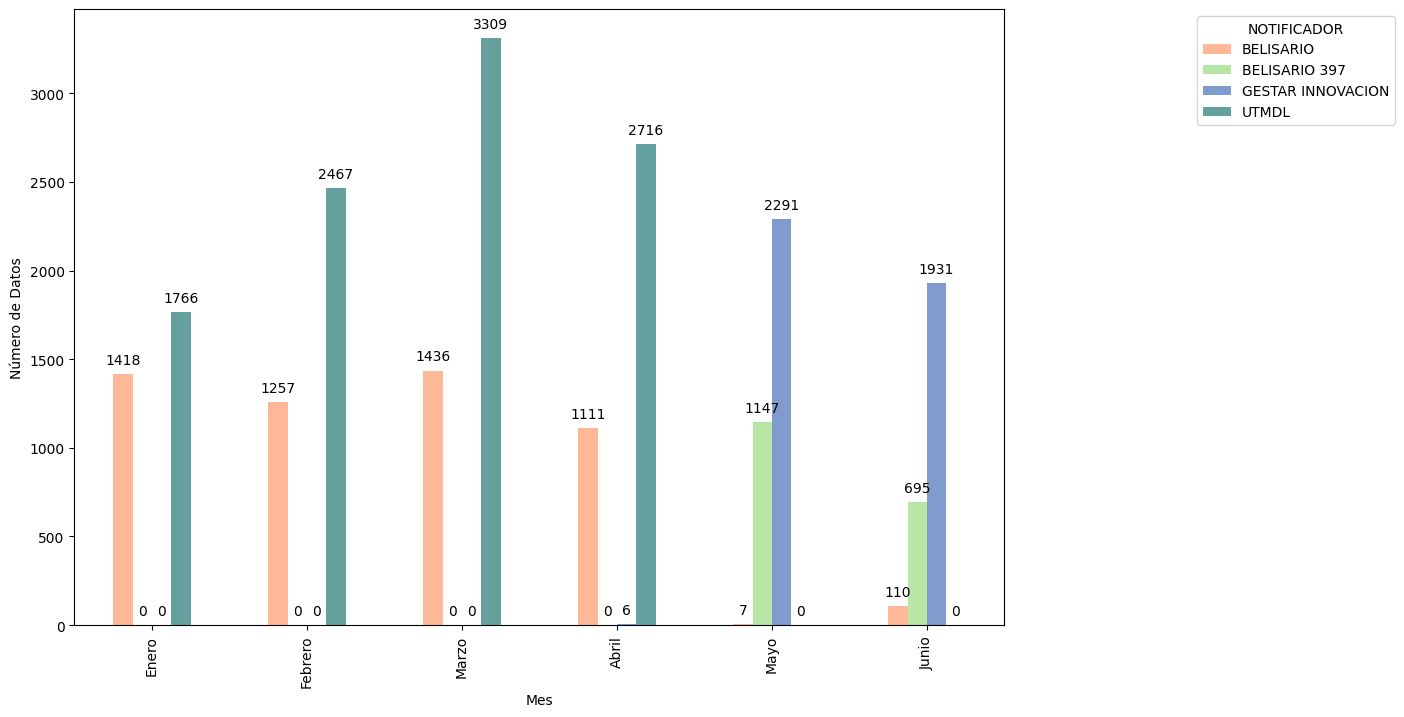 NOTIFICADOR
BELISARIO
BELISARIO 397
GESTAR INNOVACION
UTMDL
Número de Datos
3000
2500
2000
1500
1000
500
0
1418 0 0 1766
1257 0 0 2467
1436 0 0 3309
1111 0 6 2716
7 1147 2291 0
110 695 1931 0
Enero
Febrero
Marzo
Abril
Mayo
Junio
Mes